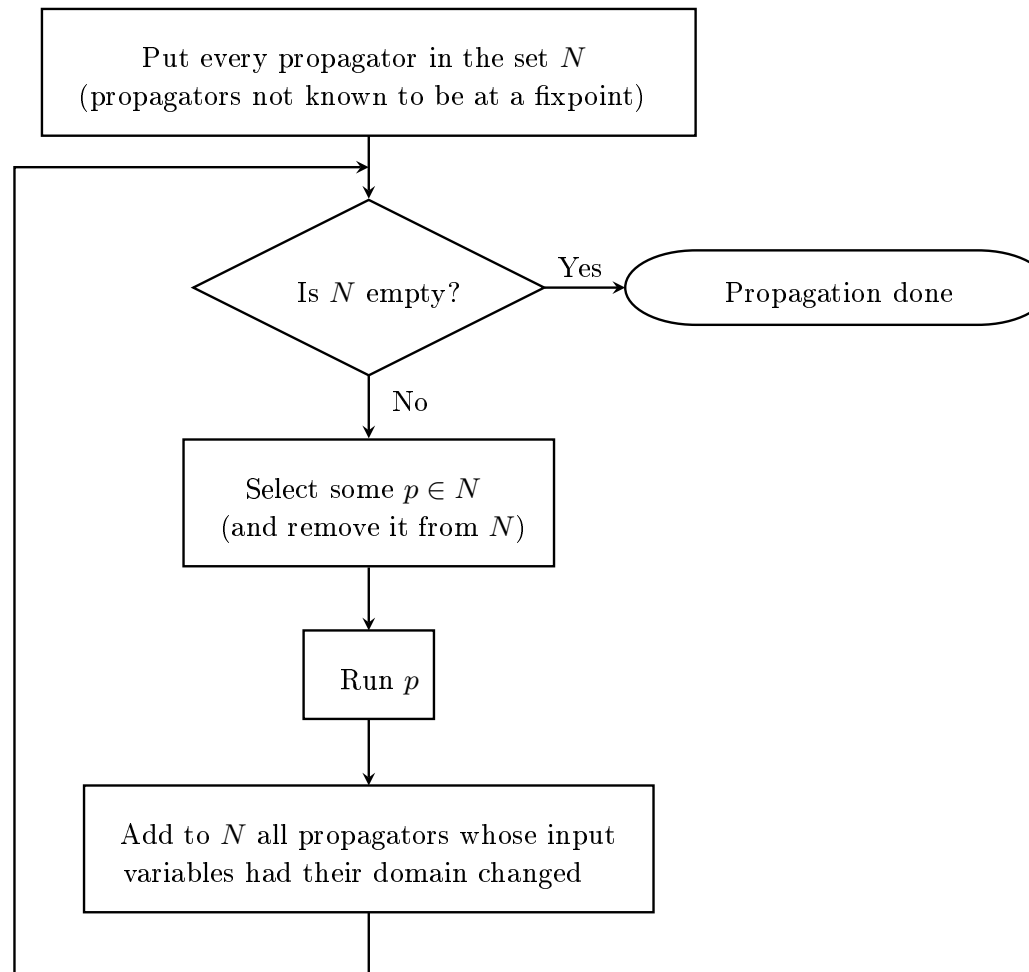 Put every propagator in the set N
(propagators not known to be at a fixpoint)
Is N empty?
Yes
Propagation done
No
Select some p ∈ N
(and remove it from N)
Run p
Add to N all propagators whose input
variables had their domain changed